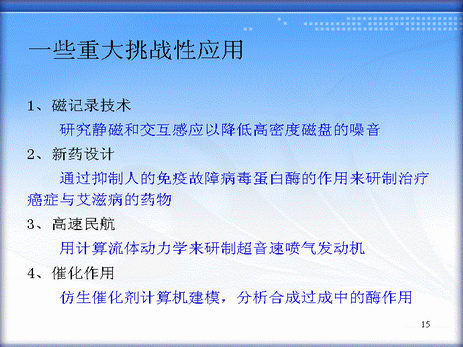 一些重大挑战性应用
1、磁记录技术
研究静磁和交互感应以降低高密度磁盘的噪音
2、新药设计
通过抑制人的免疫故障病毒蛋白酶的作用来研制治疗
癌症与艾滋病的药物
3、高速民航
用计算流体动力学来研制超音速喷气发动机
4、催化作用
仿生催化剂计算机建模，分析合成过成中的酶作用
15